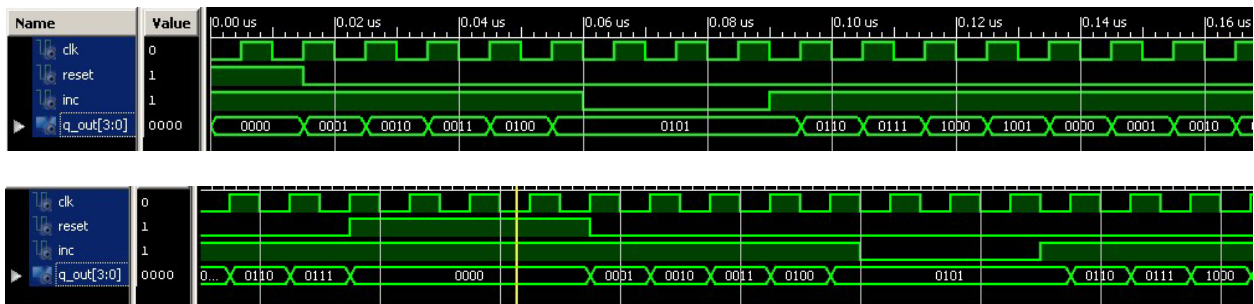 Name Value 0.00 us 0.02 us 0.04 us 0.06 us 0.08 us 0.10 us 0.12 us 0.14 us 0.16 us
clk 0
reset 1
inc 1
q_out[3:0] 0000 0000 0001 0010 0011 0100 0101 0110 0111 1000 1001 0000 0001 0010
clk 0
reset 1
inc 1
q_out[3:0] 0000 0... 0110 0111 0000 0001 0010 0011 0100 0101 0110 0111 1000